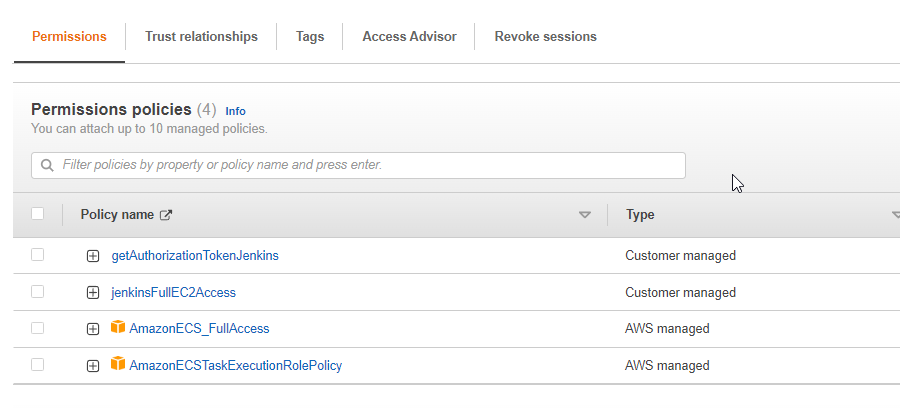 Permissions Trust relationships Tags Access Advisor Revoke sessions
Permissions policies (4) Info
You can attach up to 10 managed policies.
Filter policies by property or policy name and press enter.
Policy name Type
getAuthorizationTokenJenkins Customer managed
jenkinsFullEC2Access Customer managed
AmazonECS_FullAccess AWS managed
AmazonECSTaskExecutionRolePolicy AWS managed